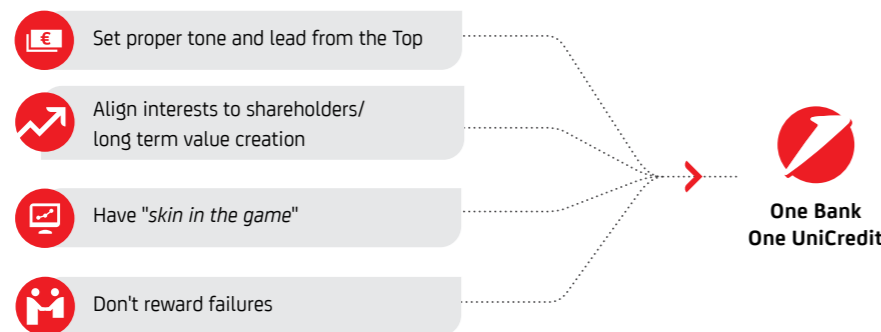 €
Set proper tone and lead from the Top
Align interests to shareholders/
long term value creation
Have "skin in the game"
Don't reward failures
One Bank
One UniCredit